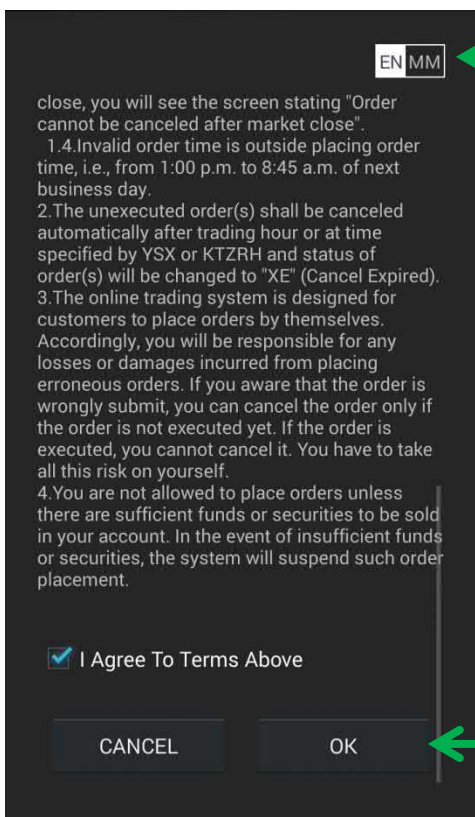 EN MM
close, you will see the screen stating "Order
cannot be canceled after market close".
1.4.Invalid order time is outside placing order
time, i.e., from 1:00 p.m. to 8:45 a.m. of next
business day.
2.The unexecuted order(s) shall be canceled
automatically after trading hour or at time
specified by YSX or KTZRH and status of
order(s) will be changed to "XE" (Cancel Expired).
3.The online trading system is designed for
customers to place orders by themselves.
Accordingly, you will be responsible for any
losses or damages incurred from placing
erroneous orders. If you aware that the order is
wrongly submit, you can cancel the order only if
the order is not executed yet. If the order is
executed, you cannot cancel it. You have to take
all this risk on yourself.
4.You are not allowed to place orders unless
there are sufficient funds or securities to be sold
in your account. In the event of insufficient funds
or securities, the system will suspend such order
placement.
I Agree To Terms Above
CANCEL OK